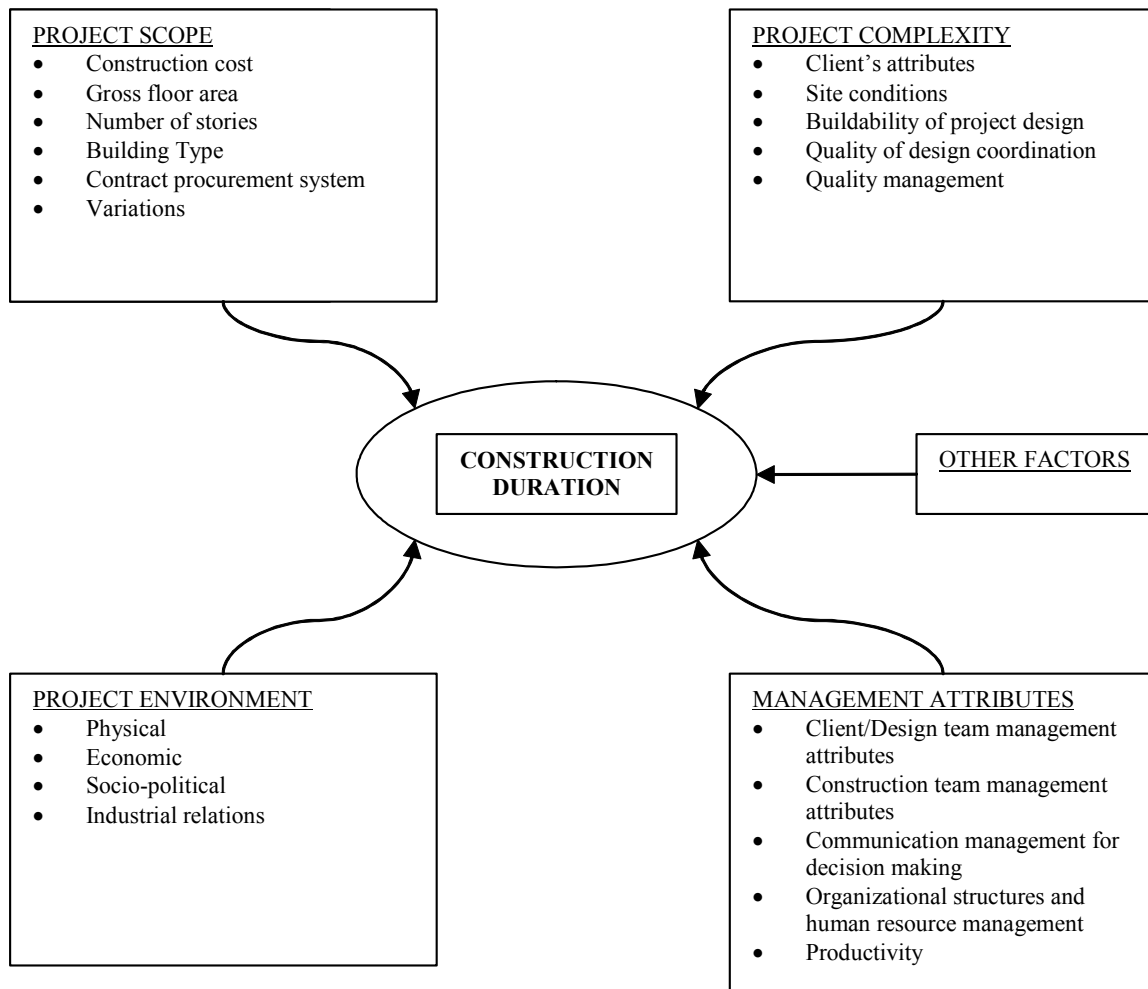 PROJECT SCOPE
• Construction cost
• Gross floor area
• Number of stories
• Building Type
• Contract procurement system
• Variations
PROJECT COMPLEXITY
• Client’s attributes
• Site conditions
• Buildability of project design
• Quality of design coordination
• Quality management
CONSTRUCTION
DURATION
OTHER FACTORS
PROJECT ENVIRONMENT
• Physical
• Economic
• Socio-political
• Industrial relations
MANAGEMENT ATTRIBUTES
• Client/Design team management
attributes
• Construction team management
attributes
• Communication management for
decision making
• Organizational structures and
human resource management
• Productivity